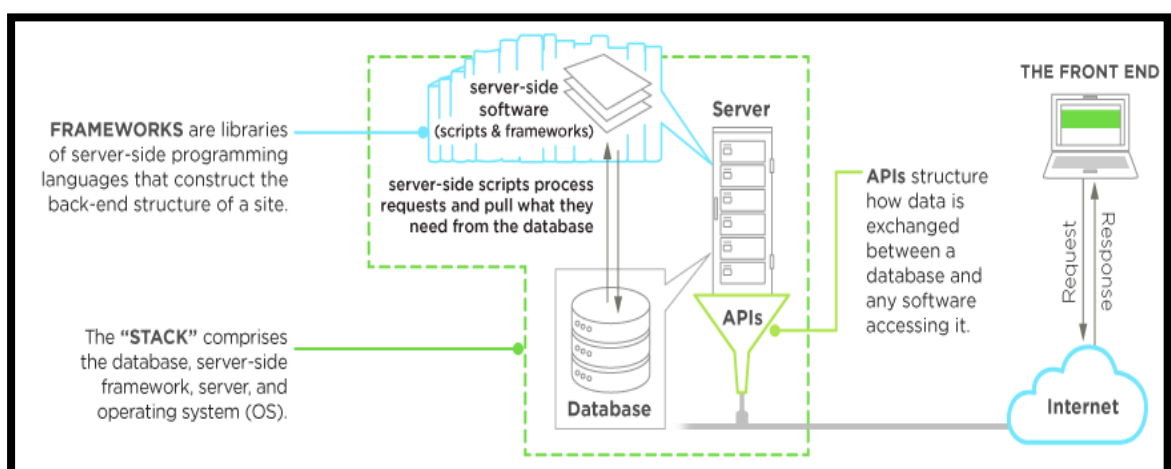 FRAMEWORKS are libraries
of server-side programming
languages that construct the
back-end structure of a site.
The “STACK” comprises
the database, server-side
framework, server, and
operating system (OS).
server-side
software
(scripts & frameworks)
server-side scripts process
requests and pull what they
need from the database
Database
Server
APIs
APIs structure
how data is
exchanged
between a
database and
any software
accessing it.
THE FRONT END
Request
Response
Internet